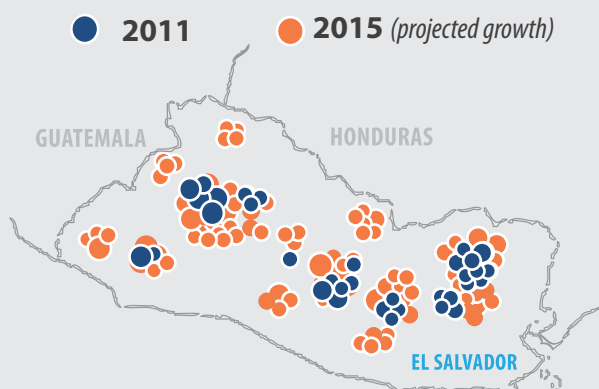 2011
2015 (projected growth)
GUATEMALA
HONDURAS
EL SALVADOR